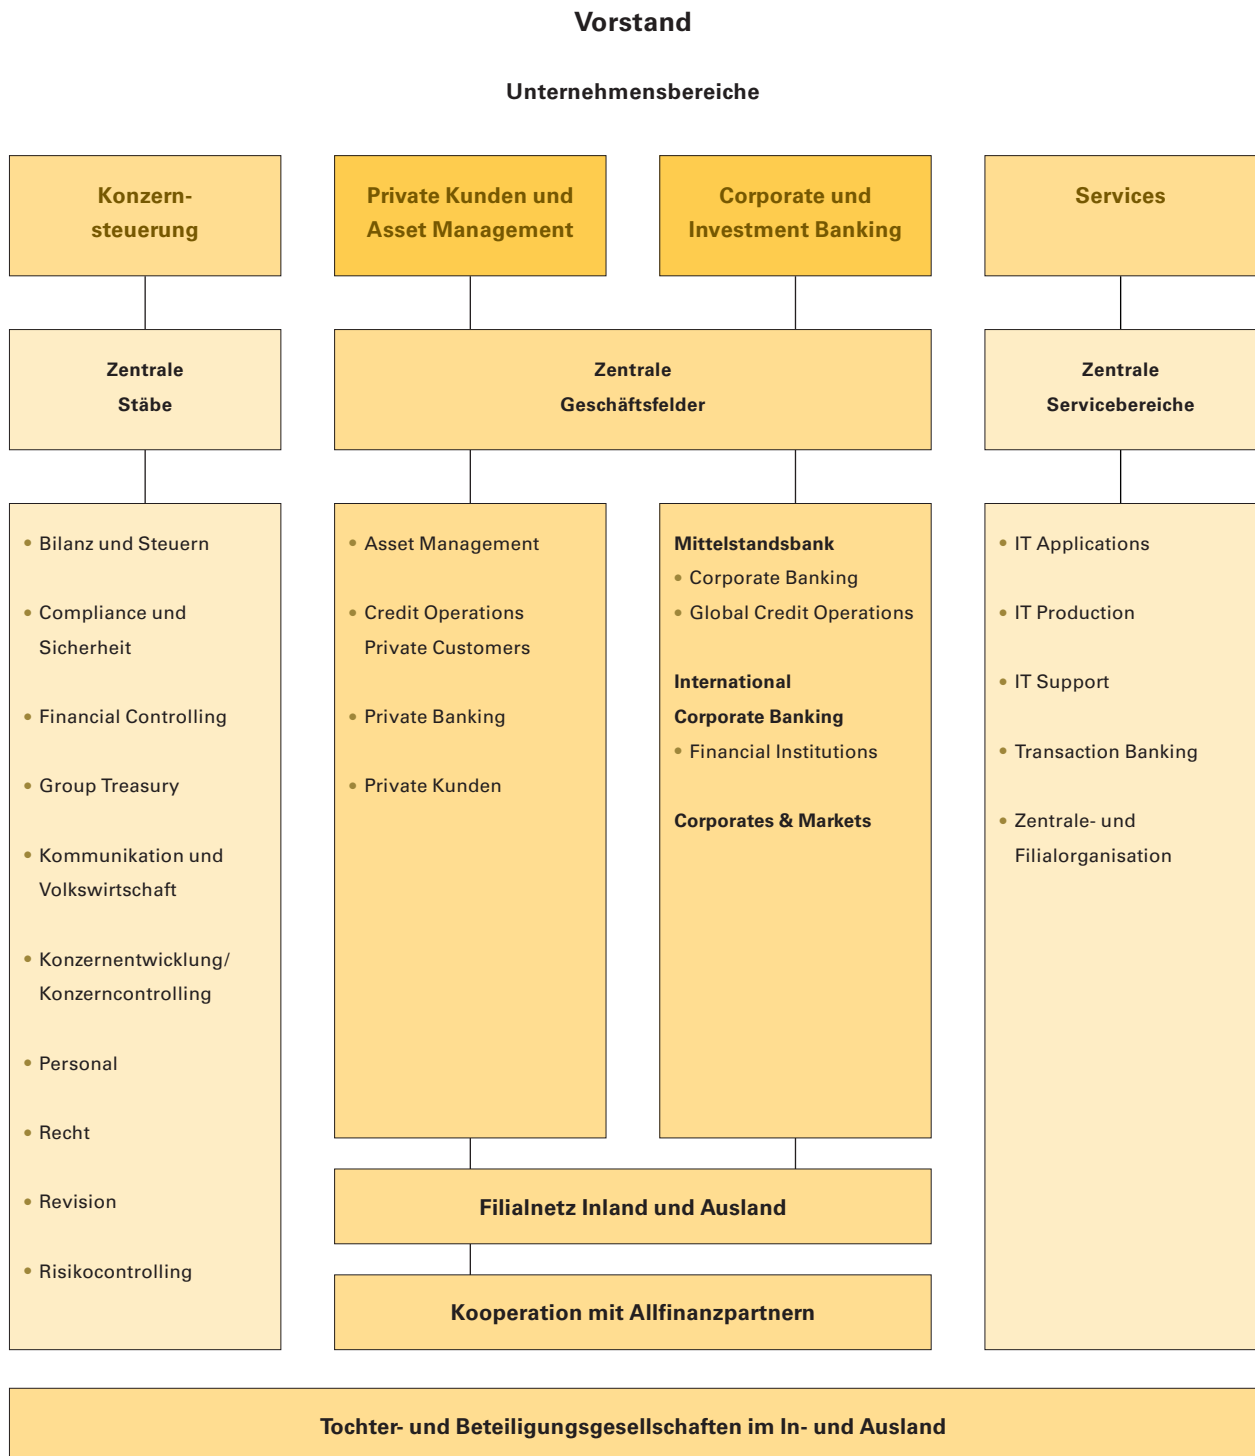 Vorstand
Unternehmensbereiche
Konzern-
steuerung
Private Kunden und
Asset Management
Corporate und
Investment Banking
Services
Zentrale
Stäbe
Zentrale
Geschäftsfelder
Zentrale
Servicebereiche
• Bilanz und Steuern
• Compliance und
Sicherheit
• Financial Controlling
• Group Treasury
• Kommunikation und
Volkswirtschaft
• Konzernentwicklung/
Konzerncontrolling
• Personal
• Recht
• Revision
• Risikocontrolling
• Asset Management
• Credit Operations
Private Customers
• Private Banking
• Private Kunden
Mittelstandsbank
• Corporate Banking
• Global Credit Operations
International
Corporate Banking
• Financial Institutions
Corporates & Markets
• IT Applications
• IT Production
• IT Support
• Transaction Banking
• Zentrale- und
Filialorganisation
Filialnetz Inland und Ausland
Kooperation mit Allfinanzpartnern
Tochter- und Beteiligungsgesellschaften im In- und Ausland